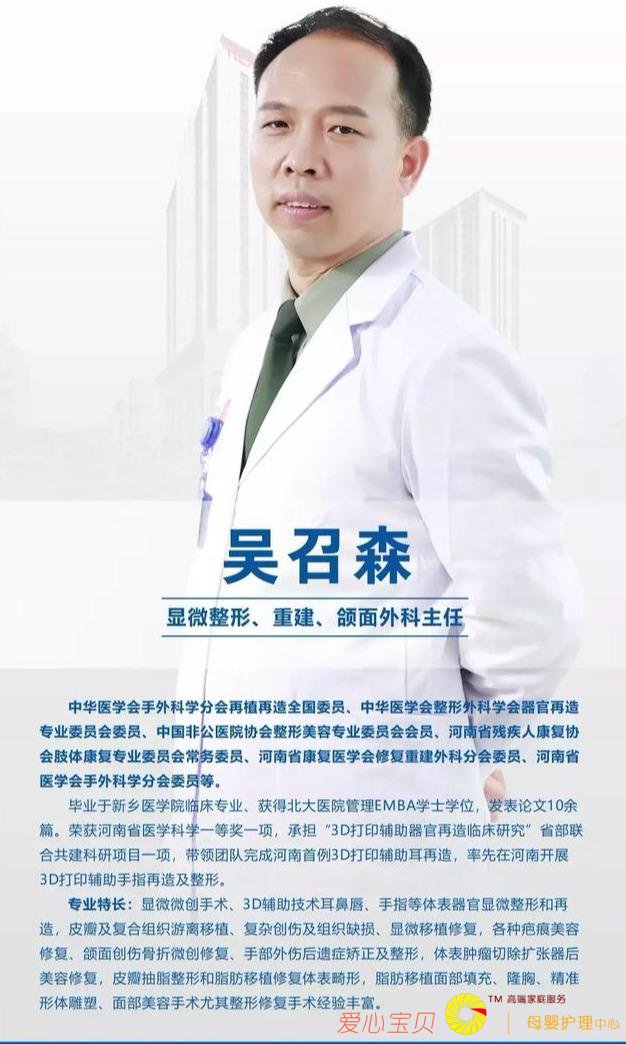 吴召森
显微整形、重建、颌面外科主任
中华医学会手外科学分会再植再造全国委员、中华医学会整形外科学会器官再造
专业委员会委员、中国非公医院协会整形美容专业委员会会员、河南省残疾人康复协
会肢体康复专业委员会常务委员、河南省康复医学会修复重建外科分会委员、河南省
医学会手外科学分会委员等。
毕业于新乡医学院临床专业、获得北大医院管理EMBA学士学位，发表论文10余
篇。荣获河南省医学科学一等奖一项，承担“3D打印辅助器官再造临床研究”省部联
合共建科研项目一项，带领团队完成河南首例3D打印辅助耳再造，率先在河南开展
3D打印辅助手指再造及整形。
专业特长：显微微创手术、3D辅助技术耳鼻唇、手指等体表器官显微整形和再
造，皮瓣及复合组织游离移植、复杂创伤及组织缺损、显微移植修复，各种疤痕美容
修复、颌面创伤骨折微创修复、手部外伤后遗症矫正及整形，体表肿瘤切除扩张器后
美容修复，皮瓣抽脂整形和脂肪移植修复体表畸形，脂肪移植面部填充、隆胸、精准
形体雕塑、面部美容手术尤其整形修复手术经验丰富。
爱心宝贝 TM 高端家庭服务 | 母婴护理中心